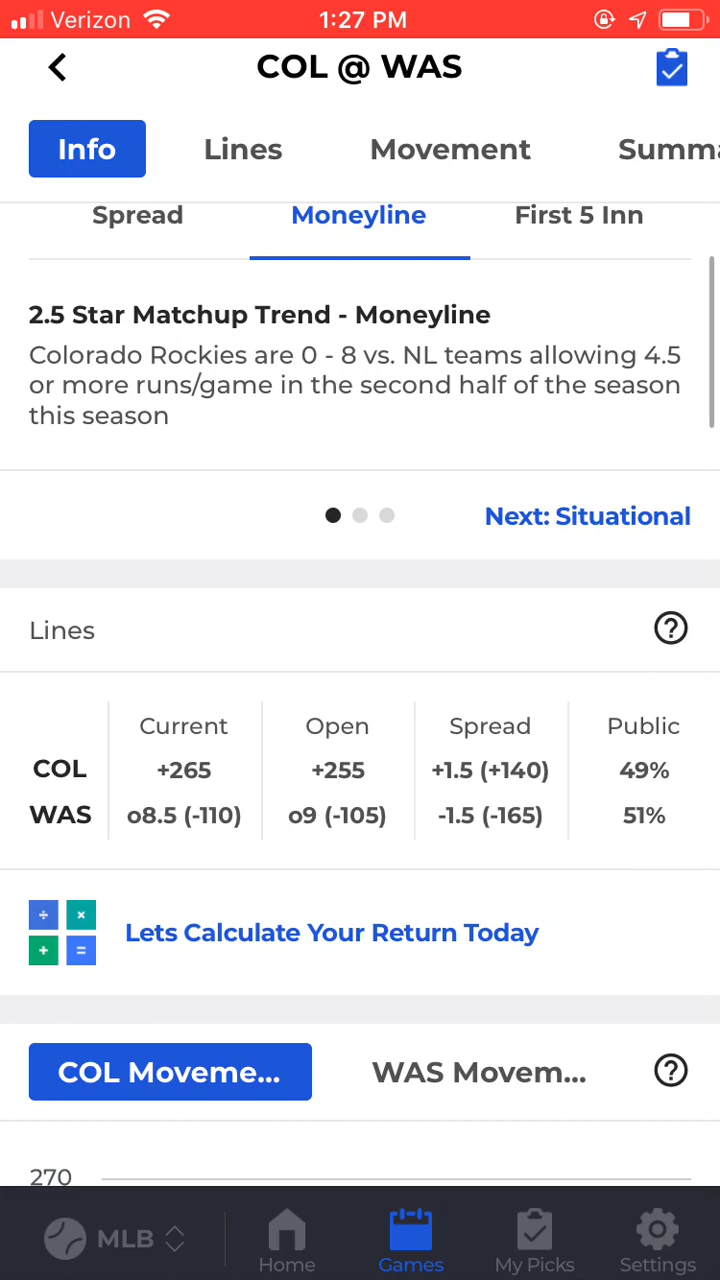 Verizon 1:27 PM
COL @ WAS
Info Lines Movement Summa
Spread Moneyline First 5 Inn
2.5 Star Matchup Trend - Moneyline
Colorado Rockies are 0 - 8 vs. NL teams allowing 4.5
or more runs/game in the second half of the season
this season
Next: Situational
Lines ?
Current Open Spread Public
COL +265 +255 +1.5 (+140) 49%
WAS o8.5 (-110) o9 (-105) -1.5 (-165) 51%
÷ ×
+ =
Lets Calculate Your Return Today
COL Moveme... WAS Movem... ?
270
MLB Home Games My Picks Settings